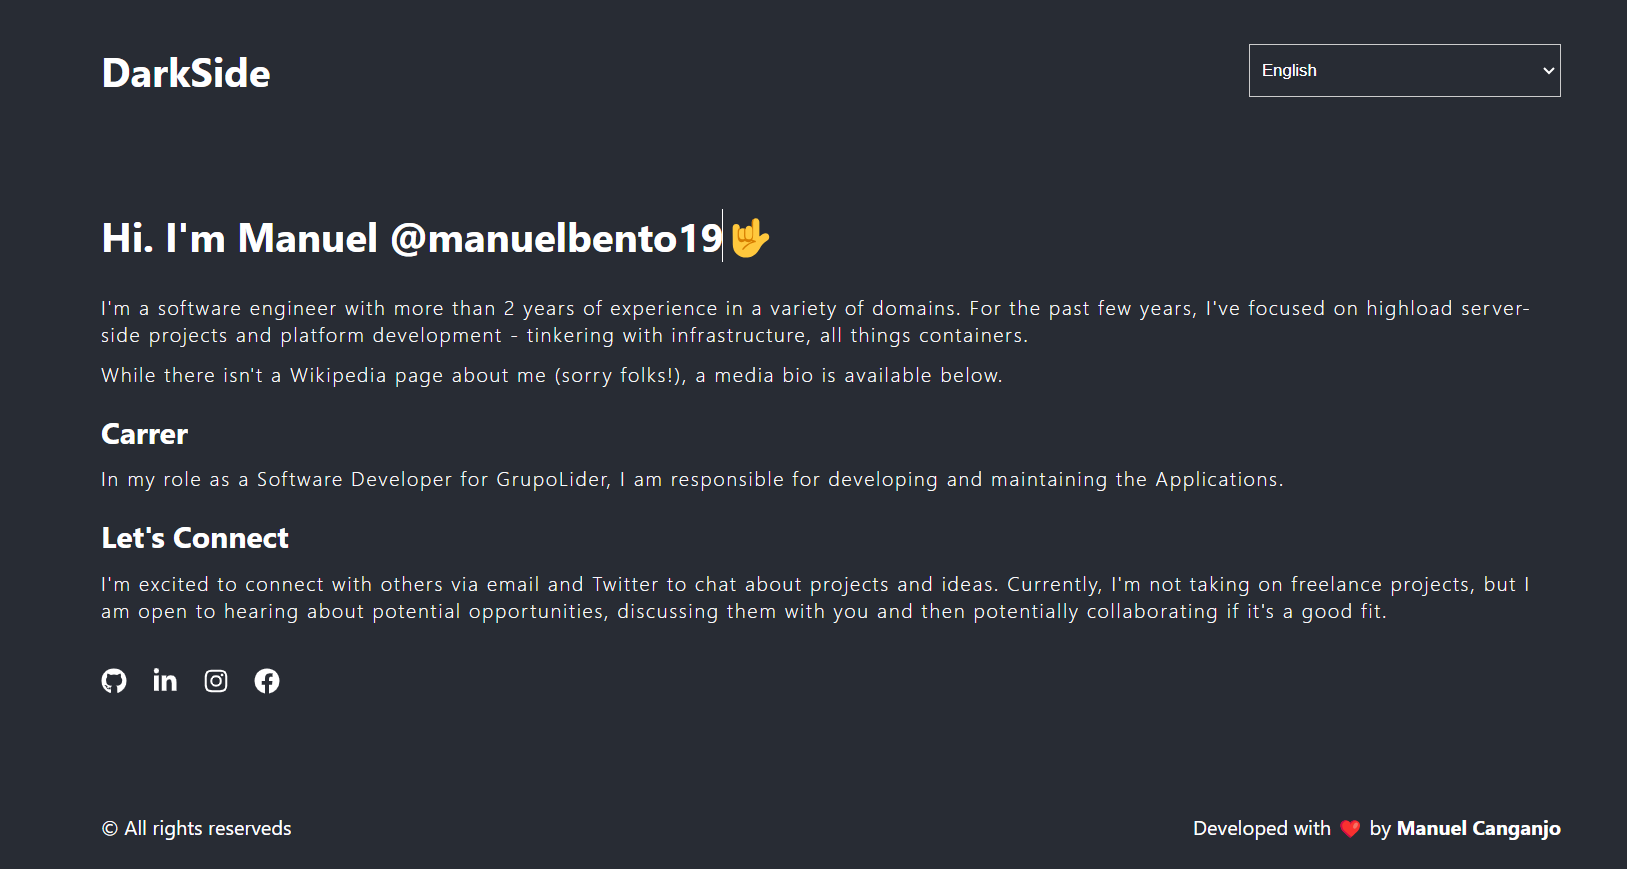 DarkSide
English
Hi. I'm Manuel @manuelbento19🤟
I'm a software engineer with more than 2 years of experience in a variety of domains. For the past few years, I've focused on highload server-
side projects and platform development - tinkering with infrastructure, all things containers.
While there isn't a Wikipedia page about me (sorry folks!), a media bio is available below.
Carrer
In my role as a Software Developer for GrupoLider, I am responsible for developing and maintaining the Applications.
Let's Connect
I'm excited to connect with others via email and Twitter to chat about projects and ideas. Currently, I'm not taking on freelance projects, but I
am open to hearing about potential opportunities, discussing them with you and then potentially collaborating if it's a good fit.
© All rights reserveds
Developed with ❤️ by Manuel Canganjo